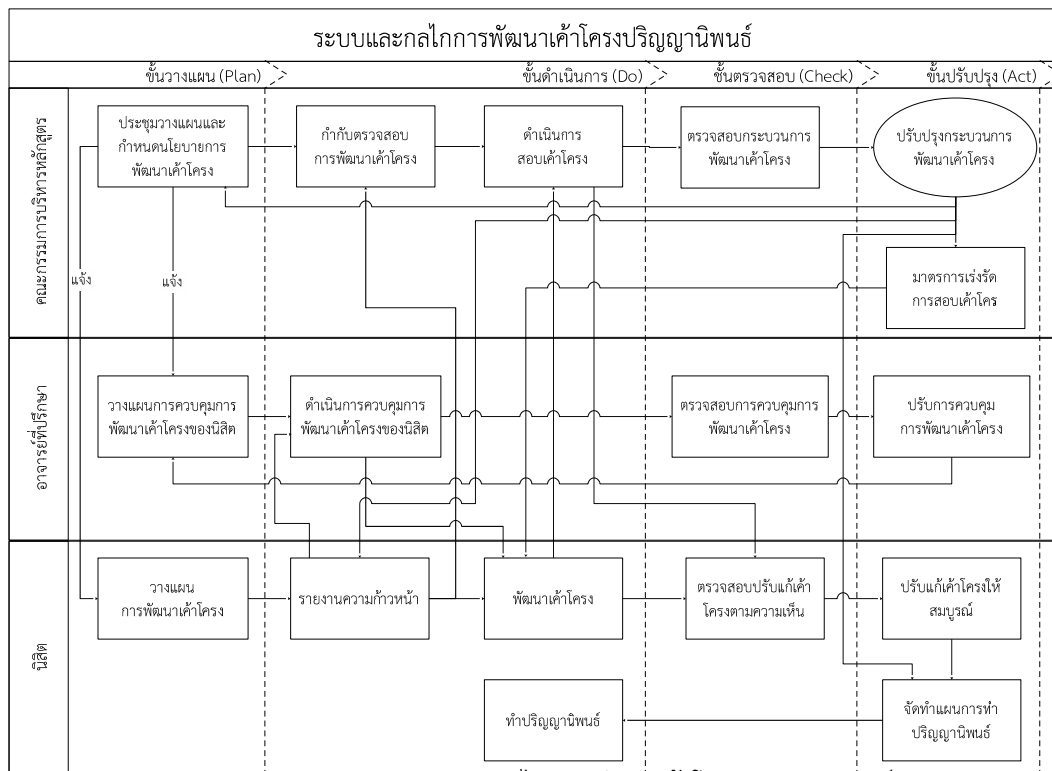 ระบบและกลไกการพัฒนาเค้าโครงปริญญานิพนธ์
ขั้นวางแผน (Plan)
ขั้นดำเนินการ (Do)
ขั้นตรวจสอบ (Check)
ขั้นปรับปรุง (Act)
คณะกรรมการบริหารหลักสูตร
ประชุมวางแผนและ
กำหนดนโยบายการ
พัฒนาเค้าโครง
กำกับตรวจสอบ
การพัฒนาเค้าโครง
ดำเนินการ
สอบเค้าโครง
ตรวจสอบกระบวนการ
พัฒนาเค้าโครง
ปรับปรุงกระบวนการ
พัฒนาเค้าโครง
แจ้ง
แจ้ง
มาตรการเร่งรัด
การสอบเค้าโคร
อาจารย์ที่ปรึกษา
วางแผนการควบคุมการ
พัฒนาเค้าโครงของนิสิต
ดำเนินการควบคุมการ
พัฒนาเค้าโครงของนิสิต
ตรวจสอบการควบคุมการ
พัฒนาเค้าโครง
ปรับการควบคุม
การพัฒนาเค้าโครง
นิสิต
วางแผน
การพัฒนาเค้าโครง
รายงานความก้าวหน้า
พัฒนาเค้าโครง
ตรวจสอบปรับแก้เค้า
โครงตามความเห็น
ปรับแก้เค้าโครงให้
สมบูรณ์
ทำปริญญานิพนธ์
จัดทำแผนการทำ
ปริญญานิพนธ์